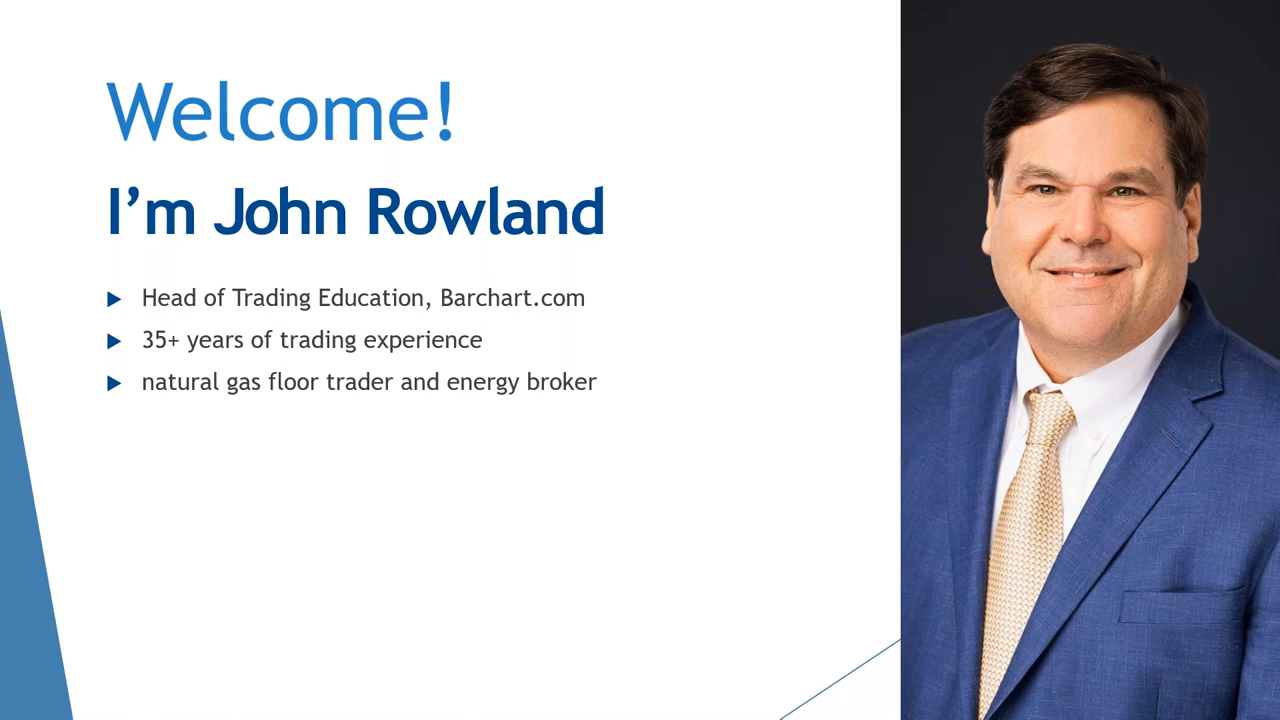 Welcome!
I’m John Rowland
Head of Trading Education, Barchart.com
35+ years of trading experience
natural gas floor trader and energy broker